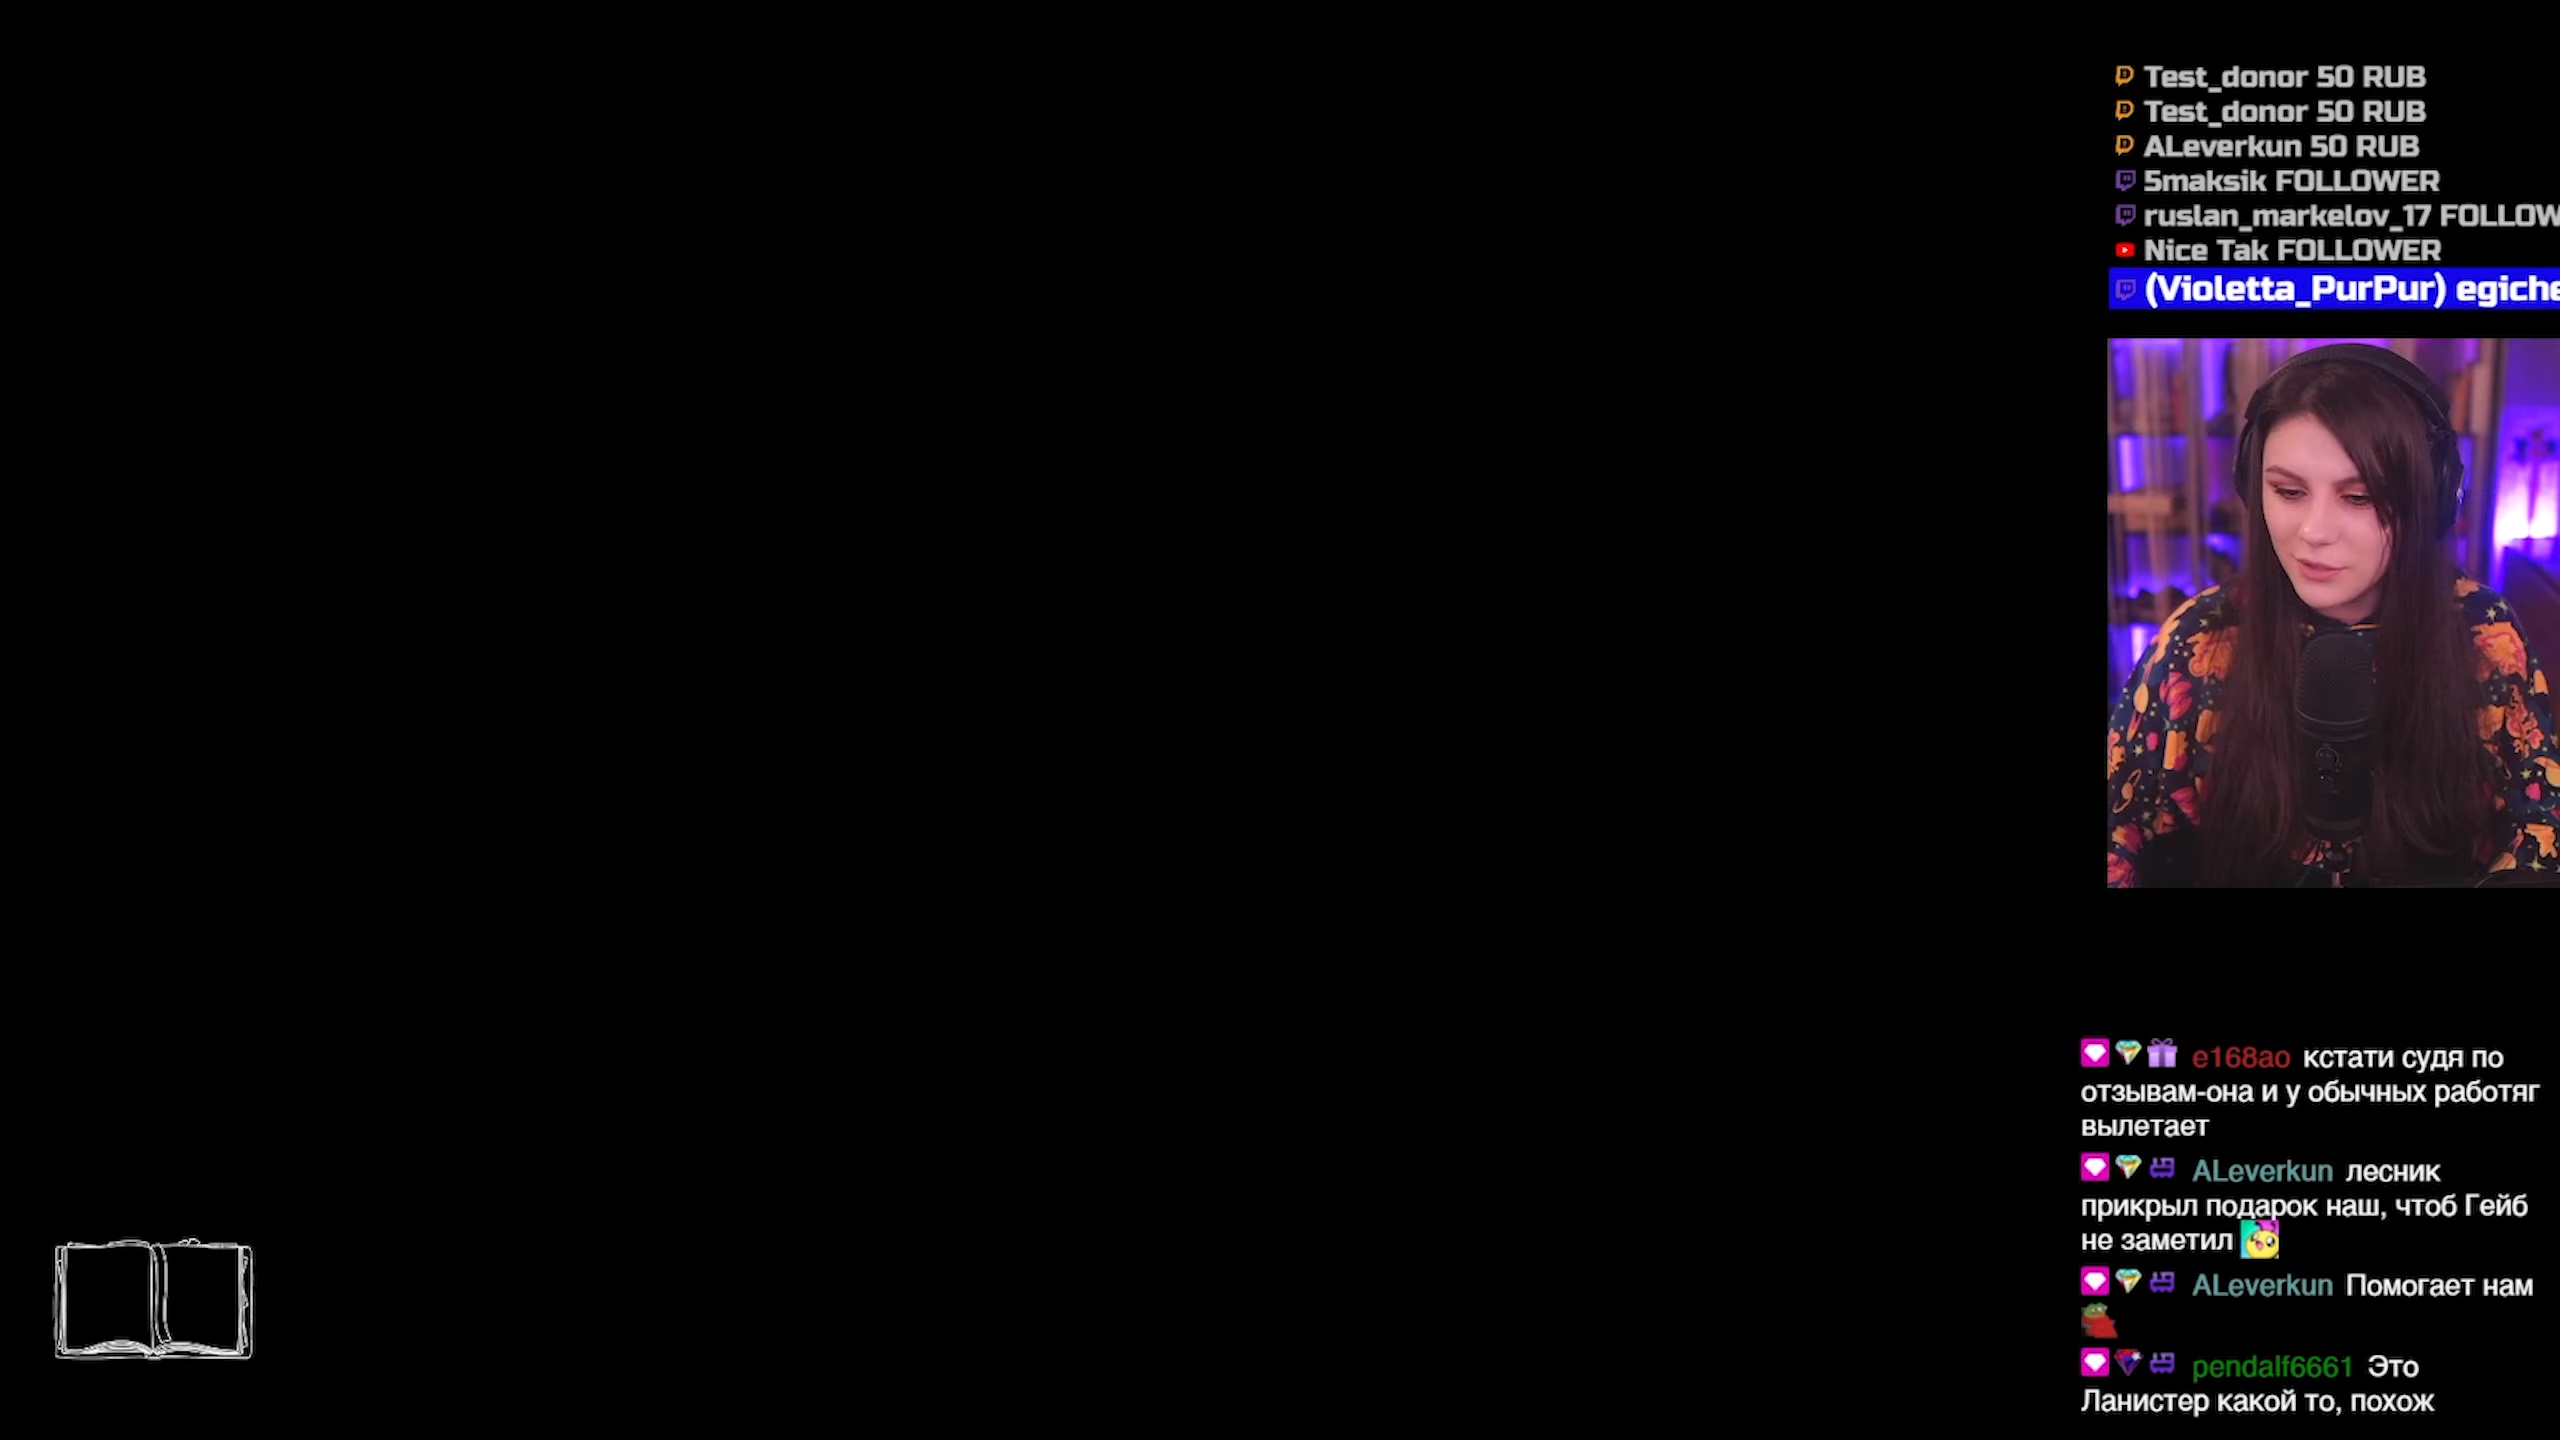 Test_donor 50 RUB
Test_donor 50 RUB
ALeverkun 50 RUB
5maksik FOLLOWER
ruslan_markelov_17 FOLLOW
Nice Tak FOLLOWER
(Violetta_PurPur) egiche
e168ao кстати судя по
отзывам-она и у обычных работяг
вылетает
ALeverkun лесник
прикрыл подарок наш, чтоб Гейб
не заметил
ALeverkun Помогает нам
pendalf6661 Это
Ланистер какой то, похож